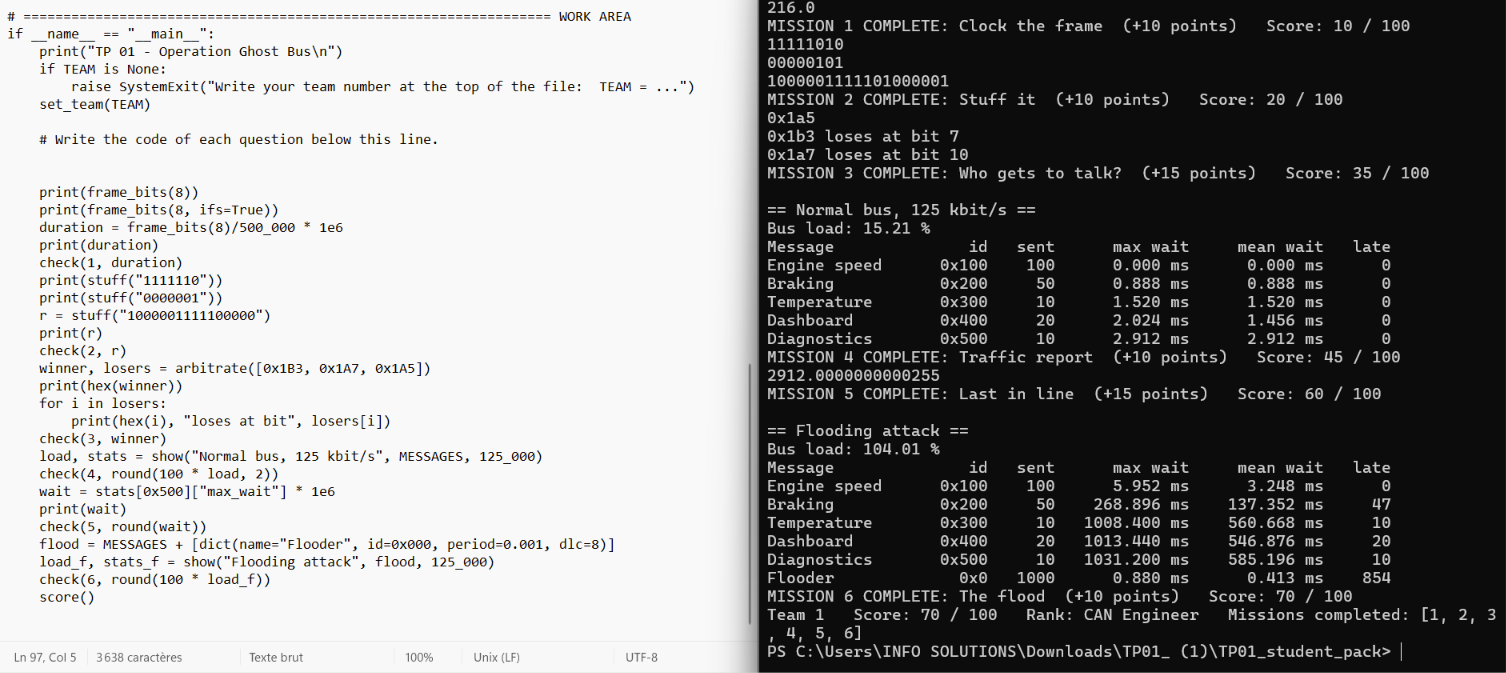 # ================================================================== WORK AREA
if __name__ == "__main__":
    print("TP 01 - Operation Ghost Bus\n")
    if TEAM is None:
        raise SystemExit("Write your team number at the top of the file:  TEAM = ...")
    set_team(TEAM)

    # Write the code of each question below this line.


    print(frame_bits(8))
    print(frame_bits(8, ifs=True))
    duration = frame_bits(8)/500_000 * 1e6
    print(duration)
    check(1, duration)
    print(stuff("1111110"))
    print(stuff("0000001"))
    r = stuff("1000001111100000")
    print(r)
    check(2, r)
    winner, losers = arbitrate([0x1B3, 0x1A7, 0x1A5])
    print(hex(winner))
    for i in losers:
        print(hex(i), "loses at bit", losers[i])
    check(3, winner)
    load, stats = show("Normal bus, 125 kbit/s", MESSAGES, 125_000)
    check(4, round(100 * load, 2))
    wait = stats[0x500]["max_wait"] * 1e6
    print(wait)
    check(5, round(wait))
    flood = MESSAGES + [dict(name="Flooder", id=0x000, period=0.001, dlc=8)]
    load_f, stats_f = show("Flooding attack", flood, 125_000)
    check(6, round(100 * load_f))
    score()
Ln 97, Col 5   3 638 caractères   Texte brut   100%   Unix (LF)   UTF-8
216.0
MISSION 1 COMPLETE: Clock the frame  (+10 points)   Score: 10 / 100
11111010
00000101
1000001111101000001
MISSION 2 COMPLETE: Stuff it  (+10 points)   Score: 20 / 100
0x1a5
0x1b3 loses at bit 7
0x1a7 loses at bit 10
MISSION 3 COMPLETE: Who gets to talk?  (+15 points)   Score: 35 / 100

== Normal bus, 125 kbit/s ==
Bus load: 15.21 %
Message              id   sent      max wait     mean wait   late
Engine speed      0x100    100      0.000 ms      0.000 ms      0
Braking           0x200     50      0.888 ms      0.888 ms      0
Temperature       0x300     10      1.520 ms      1.520 ms      0
Dashboard         0x400     20      2.024 ms      1.456 ms      0
Diagnostics       0x500     10      2.912 ms      2.912 ms      0
MISSION 4 COMPLETE: Traffic report  (+10 points)   Score: 45 / 100
2912.0000000000255
MISSION 5 COMPLETE: Last in line  (+15 points)   Score: 60 / 100

== Flooding attack ==
Bus load: 104.01 %
Message              id   sent      max wait     mean wait   late
Engine speed      0x100    100      5.952 ms      3.248 ms      0
Braking           0x200     50    268.896 ms    137.352 ms     47
Temperature       0x300     10   1008.400 ms    560.668 ms     10
Dashboard         0x400     20   1013.440 ms    546.876 ms     20
Diagnostics       0x500     10   1031.200 ms    585.196 ms     10
Flooder             0x0   1000      0.880 ms      0.413 ms    854
MISSION 6 COMPLETE: The flood  (+10 points)   Score: 70 / 100
Team 1   Score: 70 / 100   Rank: CAN Engineer   Missions completed: [1, 2, 3
, 4, 5, 6]
PS C:\Users\INFO SOLUTIONS\Downloads\TP01_ (1)\TP01_student_pack>